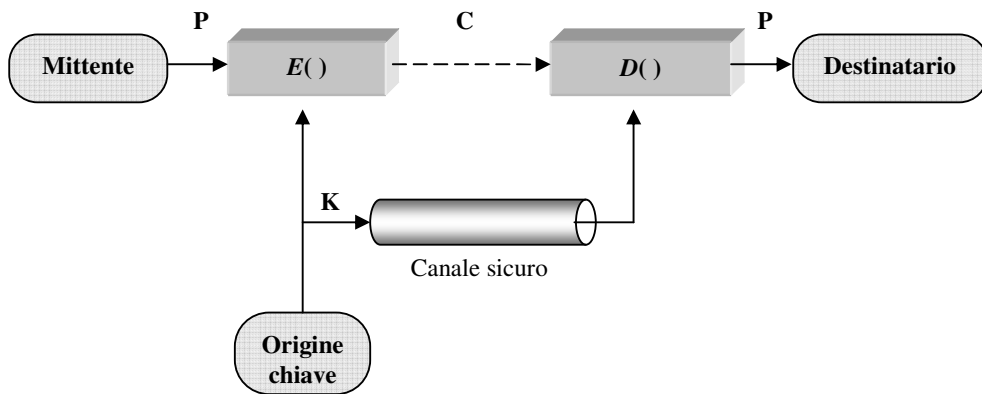 P
C
P
Mittente
E( )
D( )
Destinatario
K
Canale sicuro
Origine
chiave